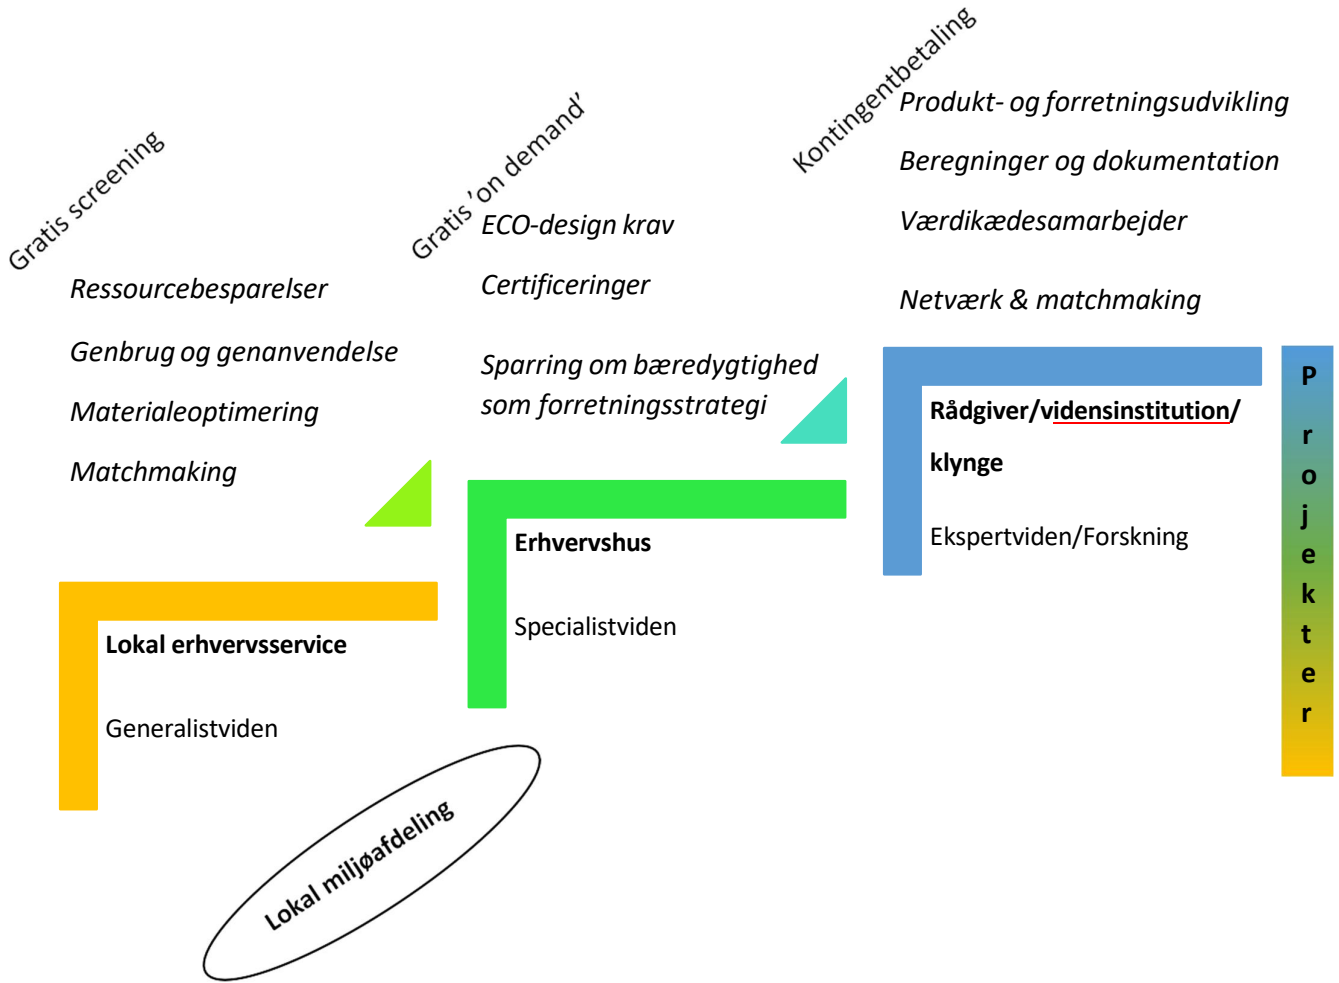 Gratis screening
Ressourcebesparelser
Genbrug og genanvendelse
Materialeoptimering
Matchmaking
Lokal erhvervsservice
Generalistviden
Gratis ’on demand’
ECO-design krav
Certificeringer
Sparring om bæredygtighed
som forretningsstrategi
Erhvervshus
Specialistviden
Kontingentbetaling
Produkt- og forretningsudvikling
Beregninger og dokumentation
Værdikædesamarbejder
Netværk & matchmaking
Rådgiver/vidensinstitution/
klynge
Ekspertviden/Forskning
Projekter
Lokal miljøafdeling